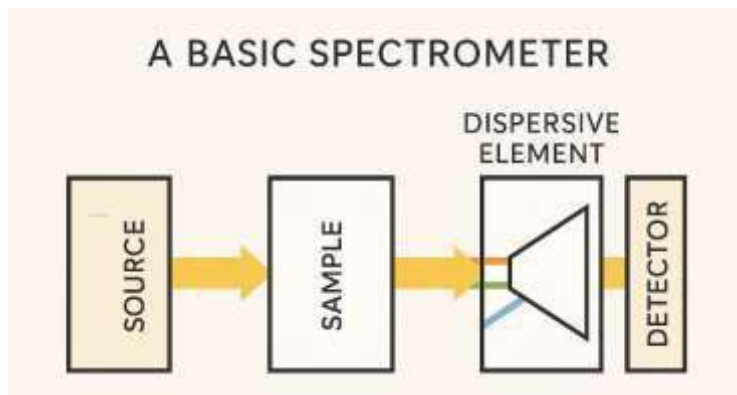 A BASIC SPECTROMETER
DISPERSIVE
ELEMENT
SOURCE
SAMPLE
DETECTOR